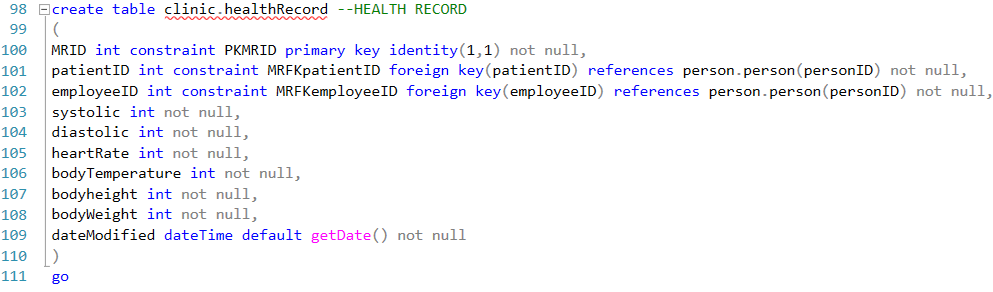 98 create table clinic.healthRecord --HEALTH RECORD
99 (
100 MRID int constraint PKMRID primary key identity(1,1) not null,
101 patientID int constraint MRFKpatientID foreign key(patientID) references person.person(personID) not null,
102 employeeID int constraint MRFKemployeeID foreign key(employeeID) references person.person(personID) not null,
103 systolic int not null,
104 diastolic int not null,
105 heartRate int not null,
106 bodyTemperature int not null,
107 bodyheight int not null,
108 bodyWeight int not null,
109 dateModified dateTime default getDate() not null
110 )
111 go